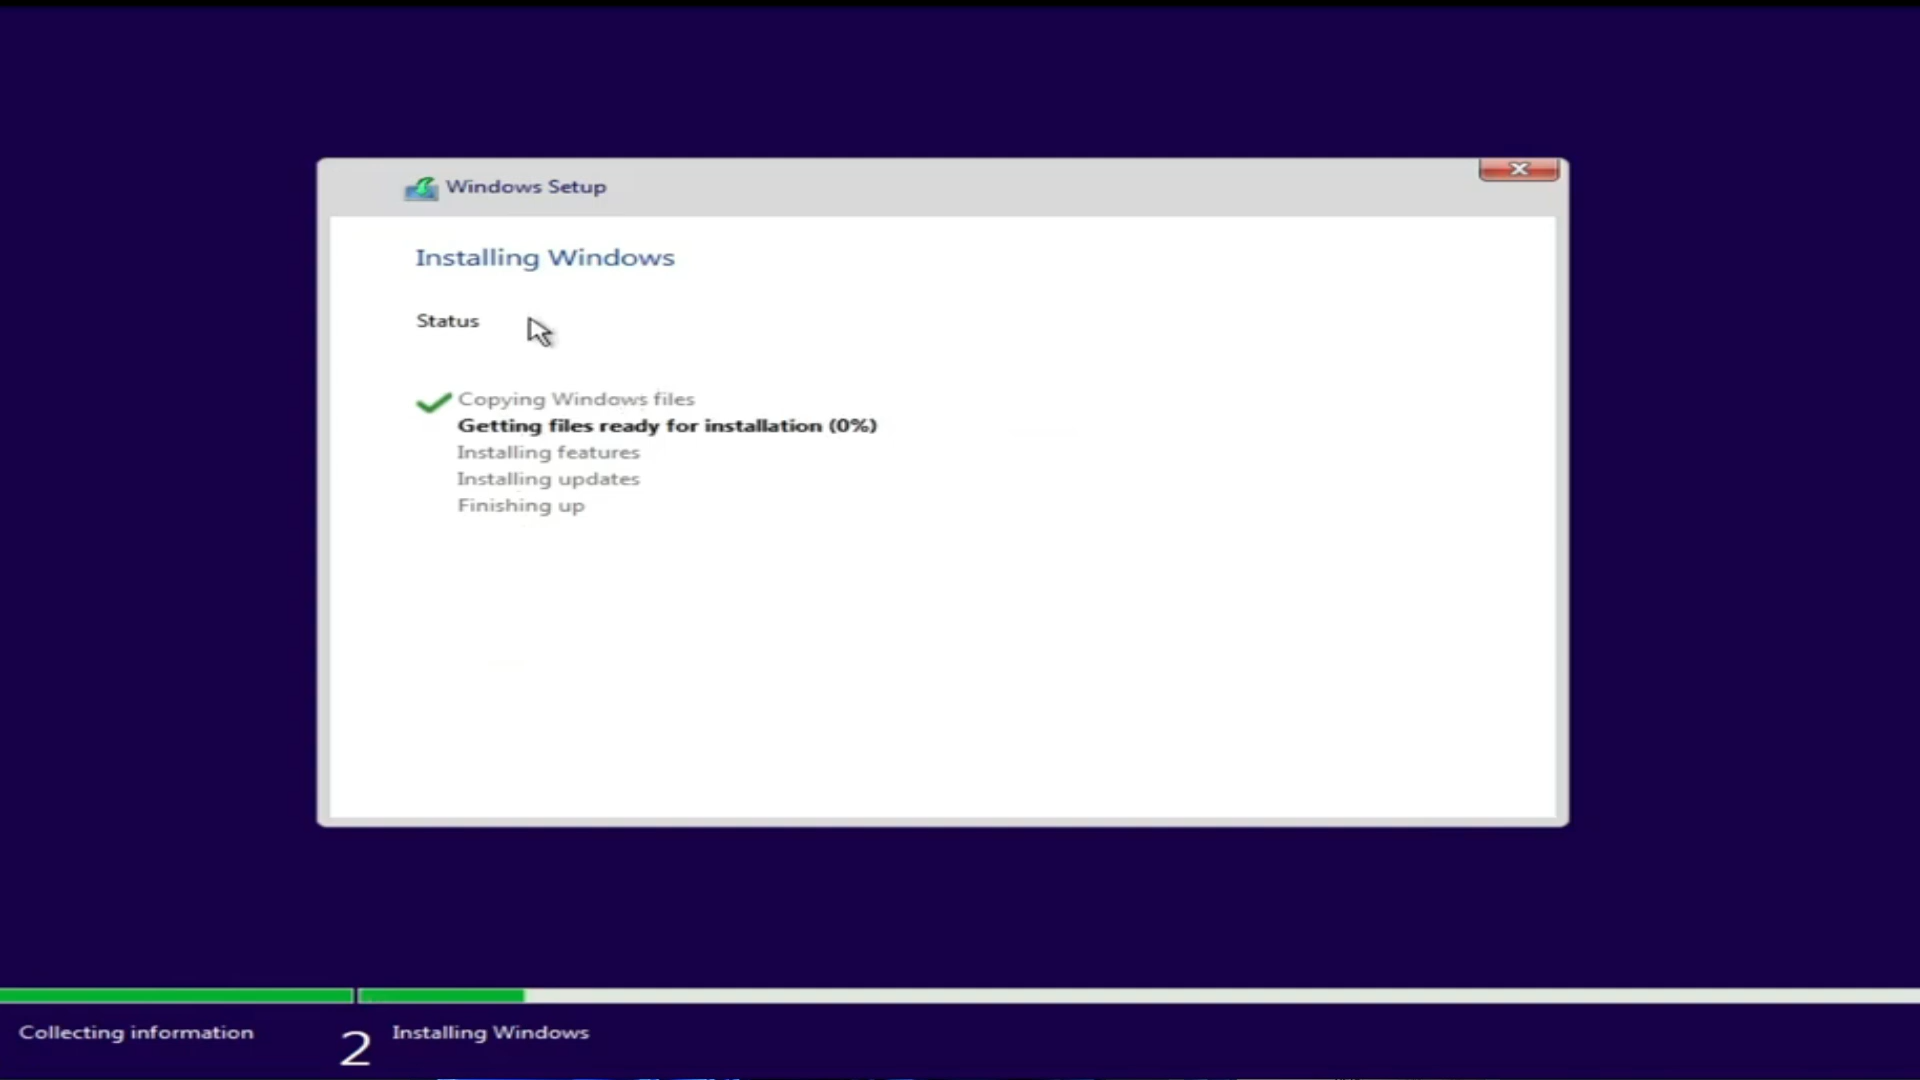 Windows Setup
Installing Windows
Status
Copying Windows files
Getting files ready for installation (0%)
Installing features
Installing updates
Finishing up
Collecting information
2 Installing Windows